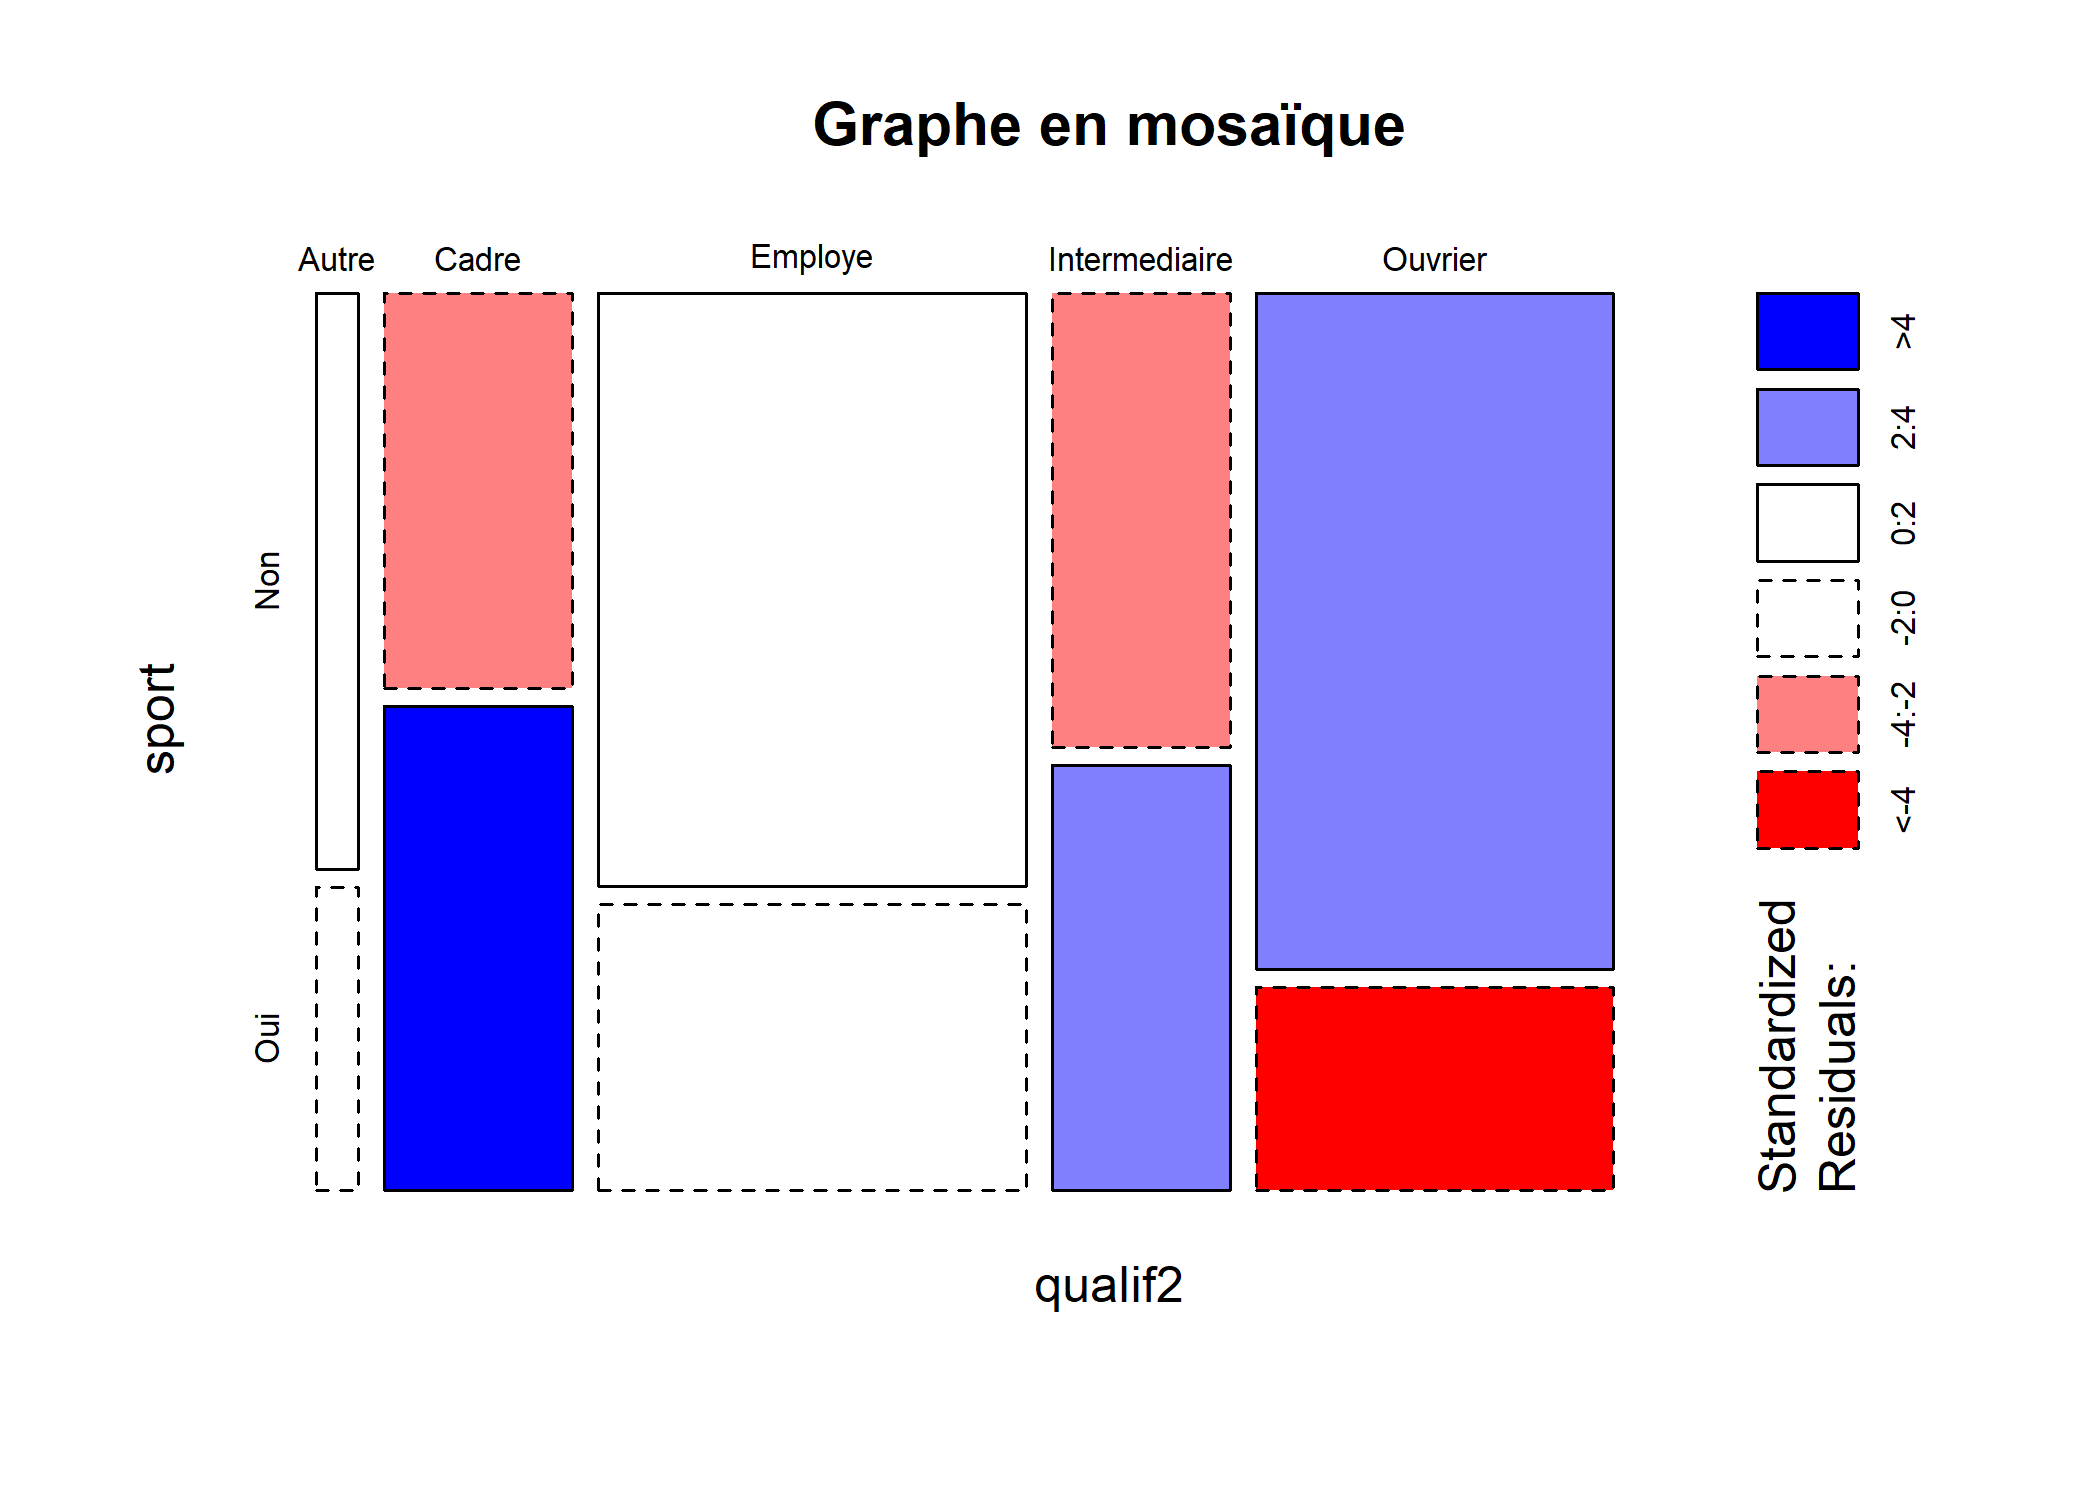 Graphe en mosaïque
Autre
Cadre
Employe
Intermediaire
Ouvrier
sport
Non
Oui
qualif2
>4
2:4
0:2
-2:0
-4:-2
<-4
Standardized
Residuals: